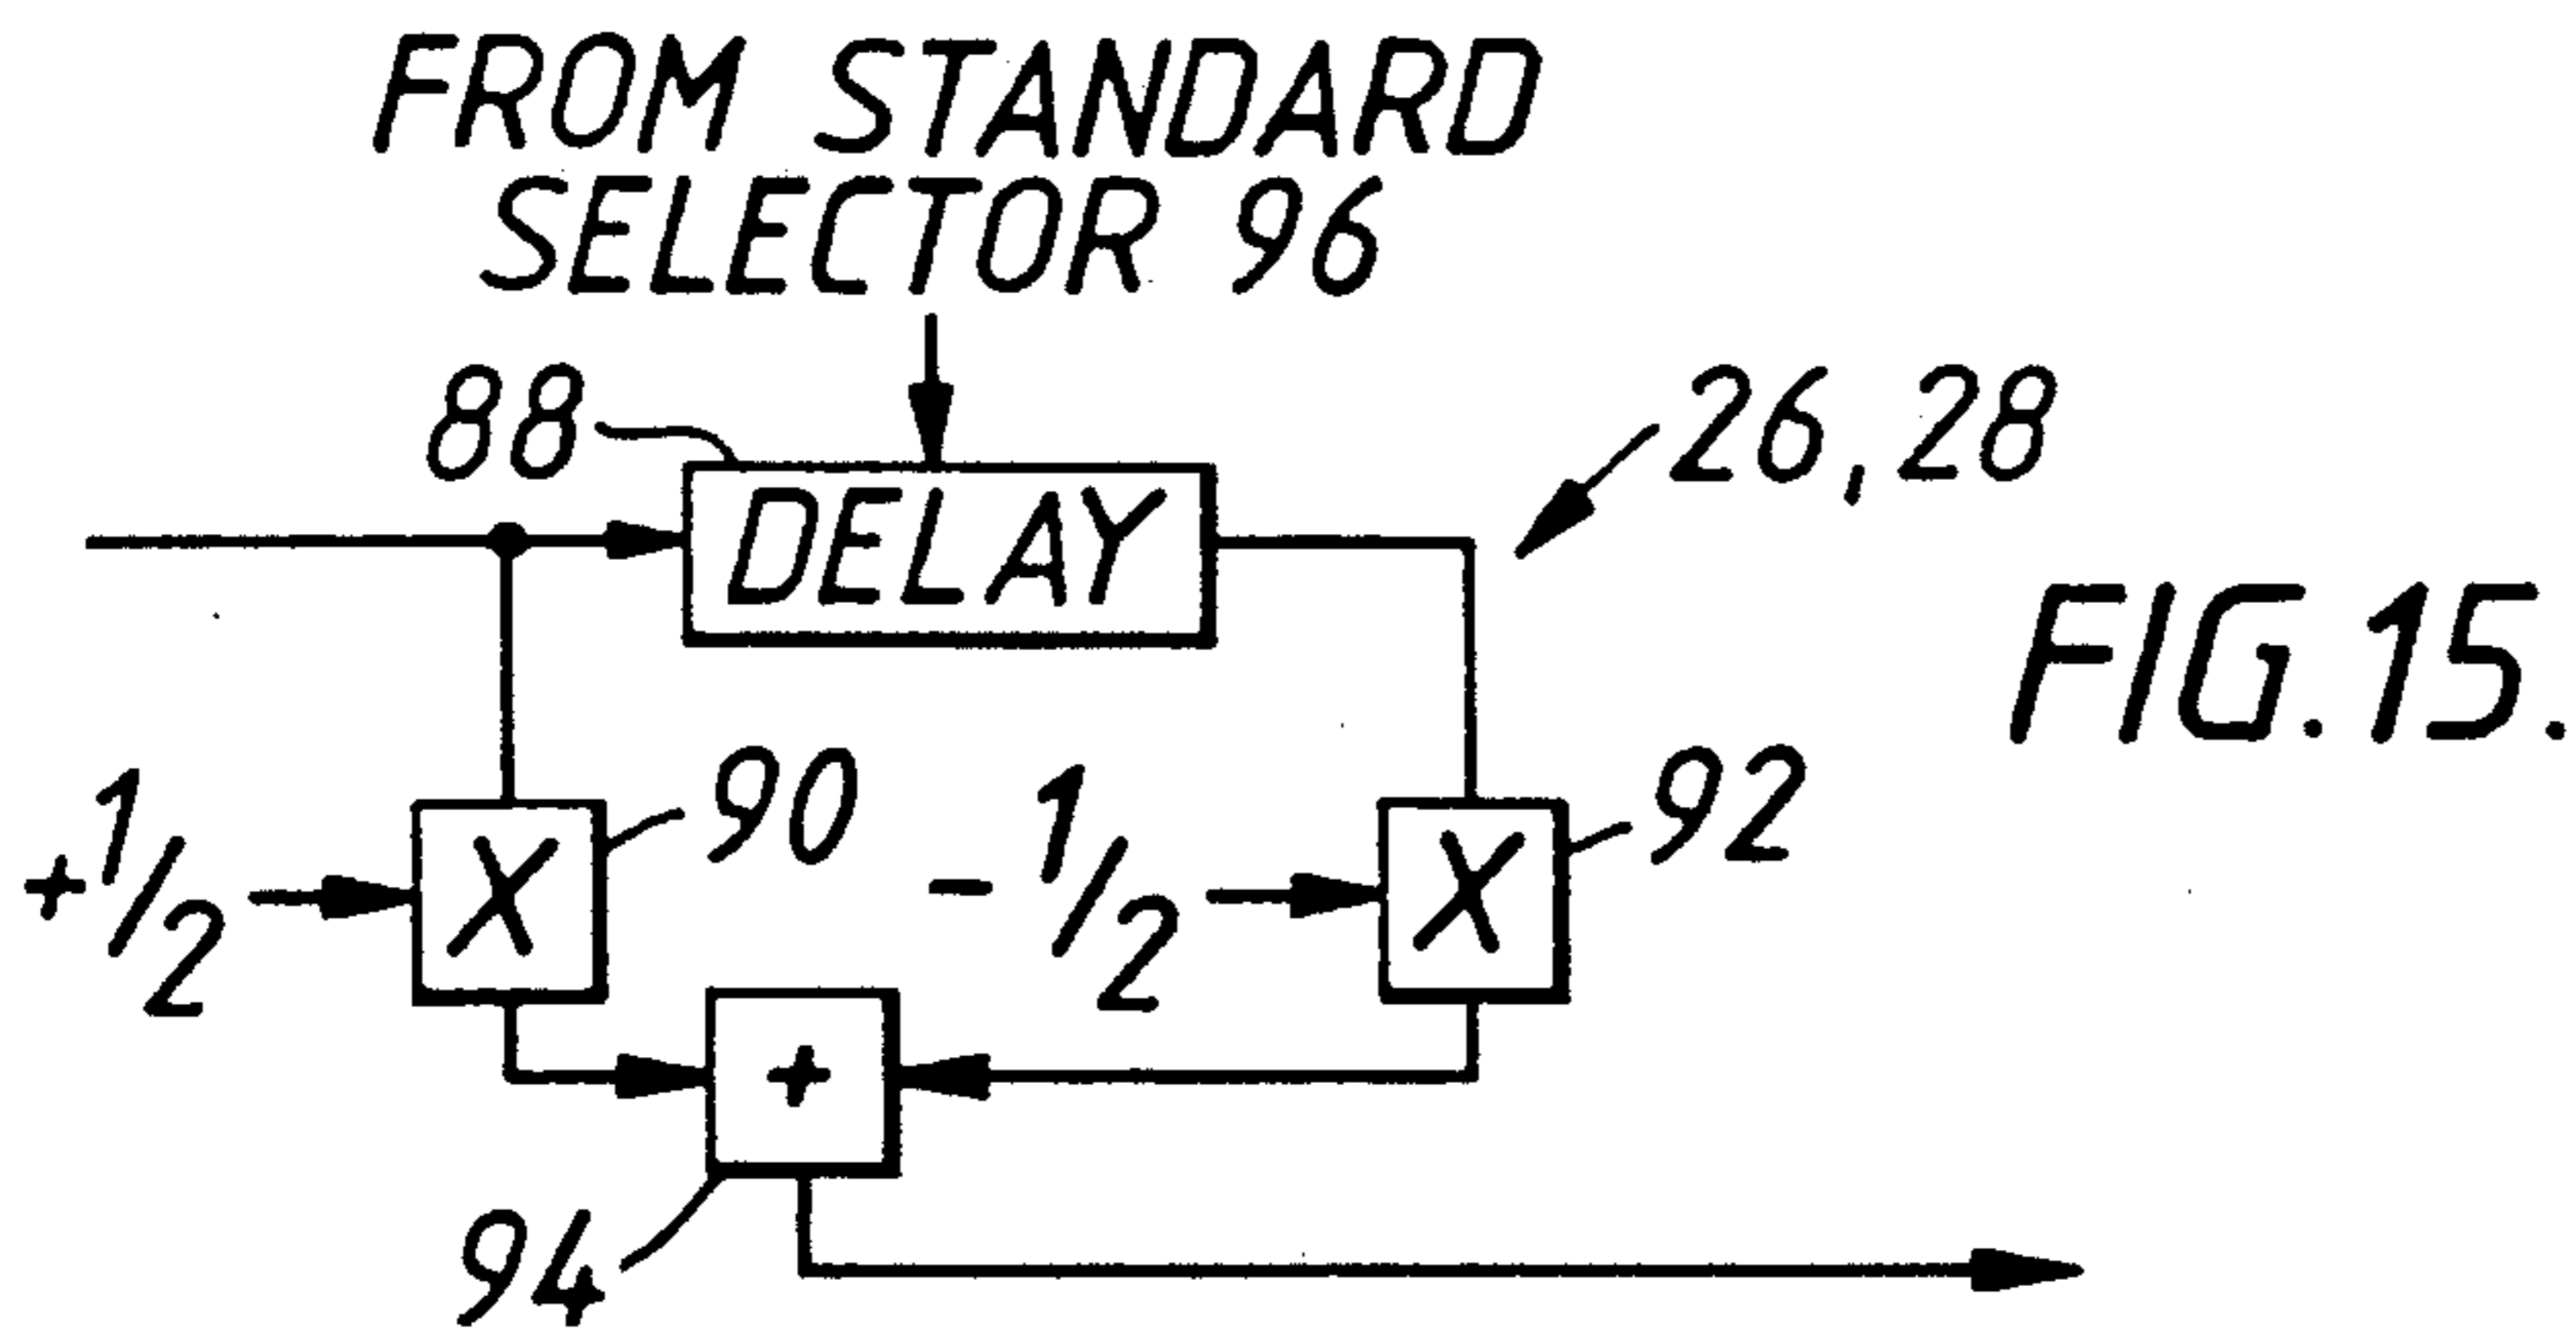 FROM STANDARD
SELECTOR 96
88
26, 28
DELAY
FIG. 15.
+1/2
X
90
-1/2
X
92
+
94